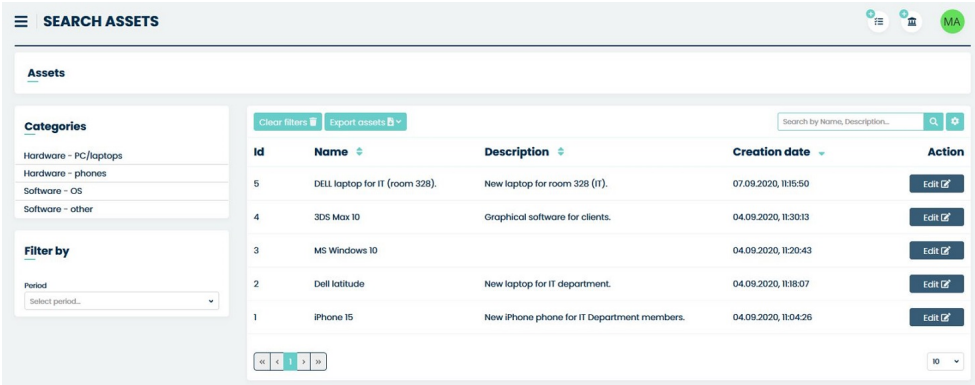 SEARCH ASSETS
MA
Assets
Categories
Hardware - PC/laptops
Hardware - phones
Software - OS
Software - other
Filter by
Period
Select period...
Clear filters Export assets Search by Name, Description...
Id Name Description Creation date Action
5 DELL laptop for IT (room 328). New laptop for room 328 (IT). 07.09.2020, 11:15:50 Edit
4 3DS Max 10 Graphical software for clients. 04.09.2020, 11:30:13 Edit
3 MS Windows 10 04.09.2020, 11:20:43 Edit
2 Dell latitude New laptop for IT department. 04.09.2020, 11:18:07 Edit
1 iPhone 15 New iPhone phone for IT Department members. 04.09.2020, 11:04:26 Edit
« ‹ 1 › » 10